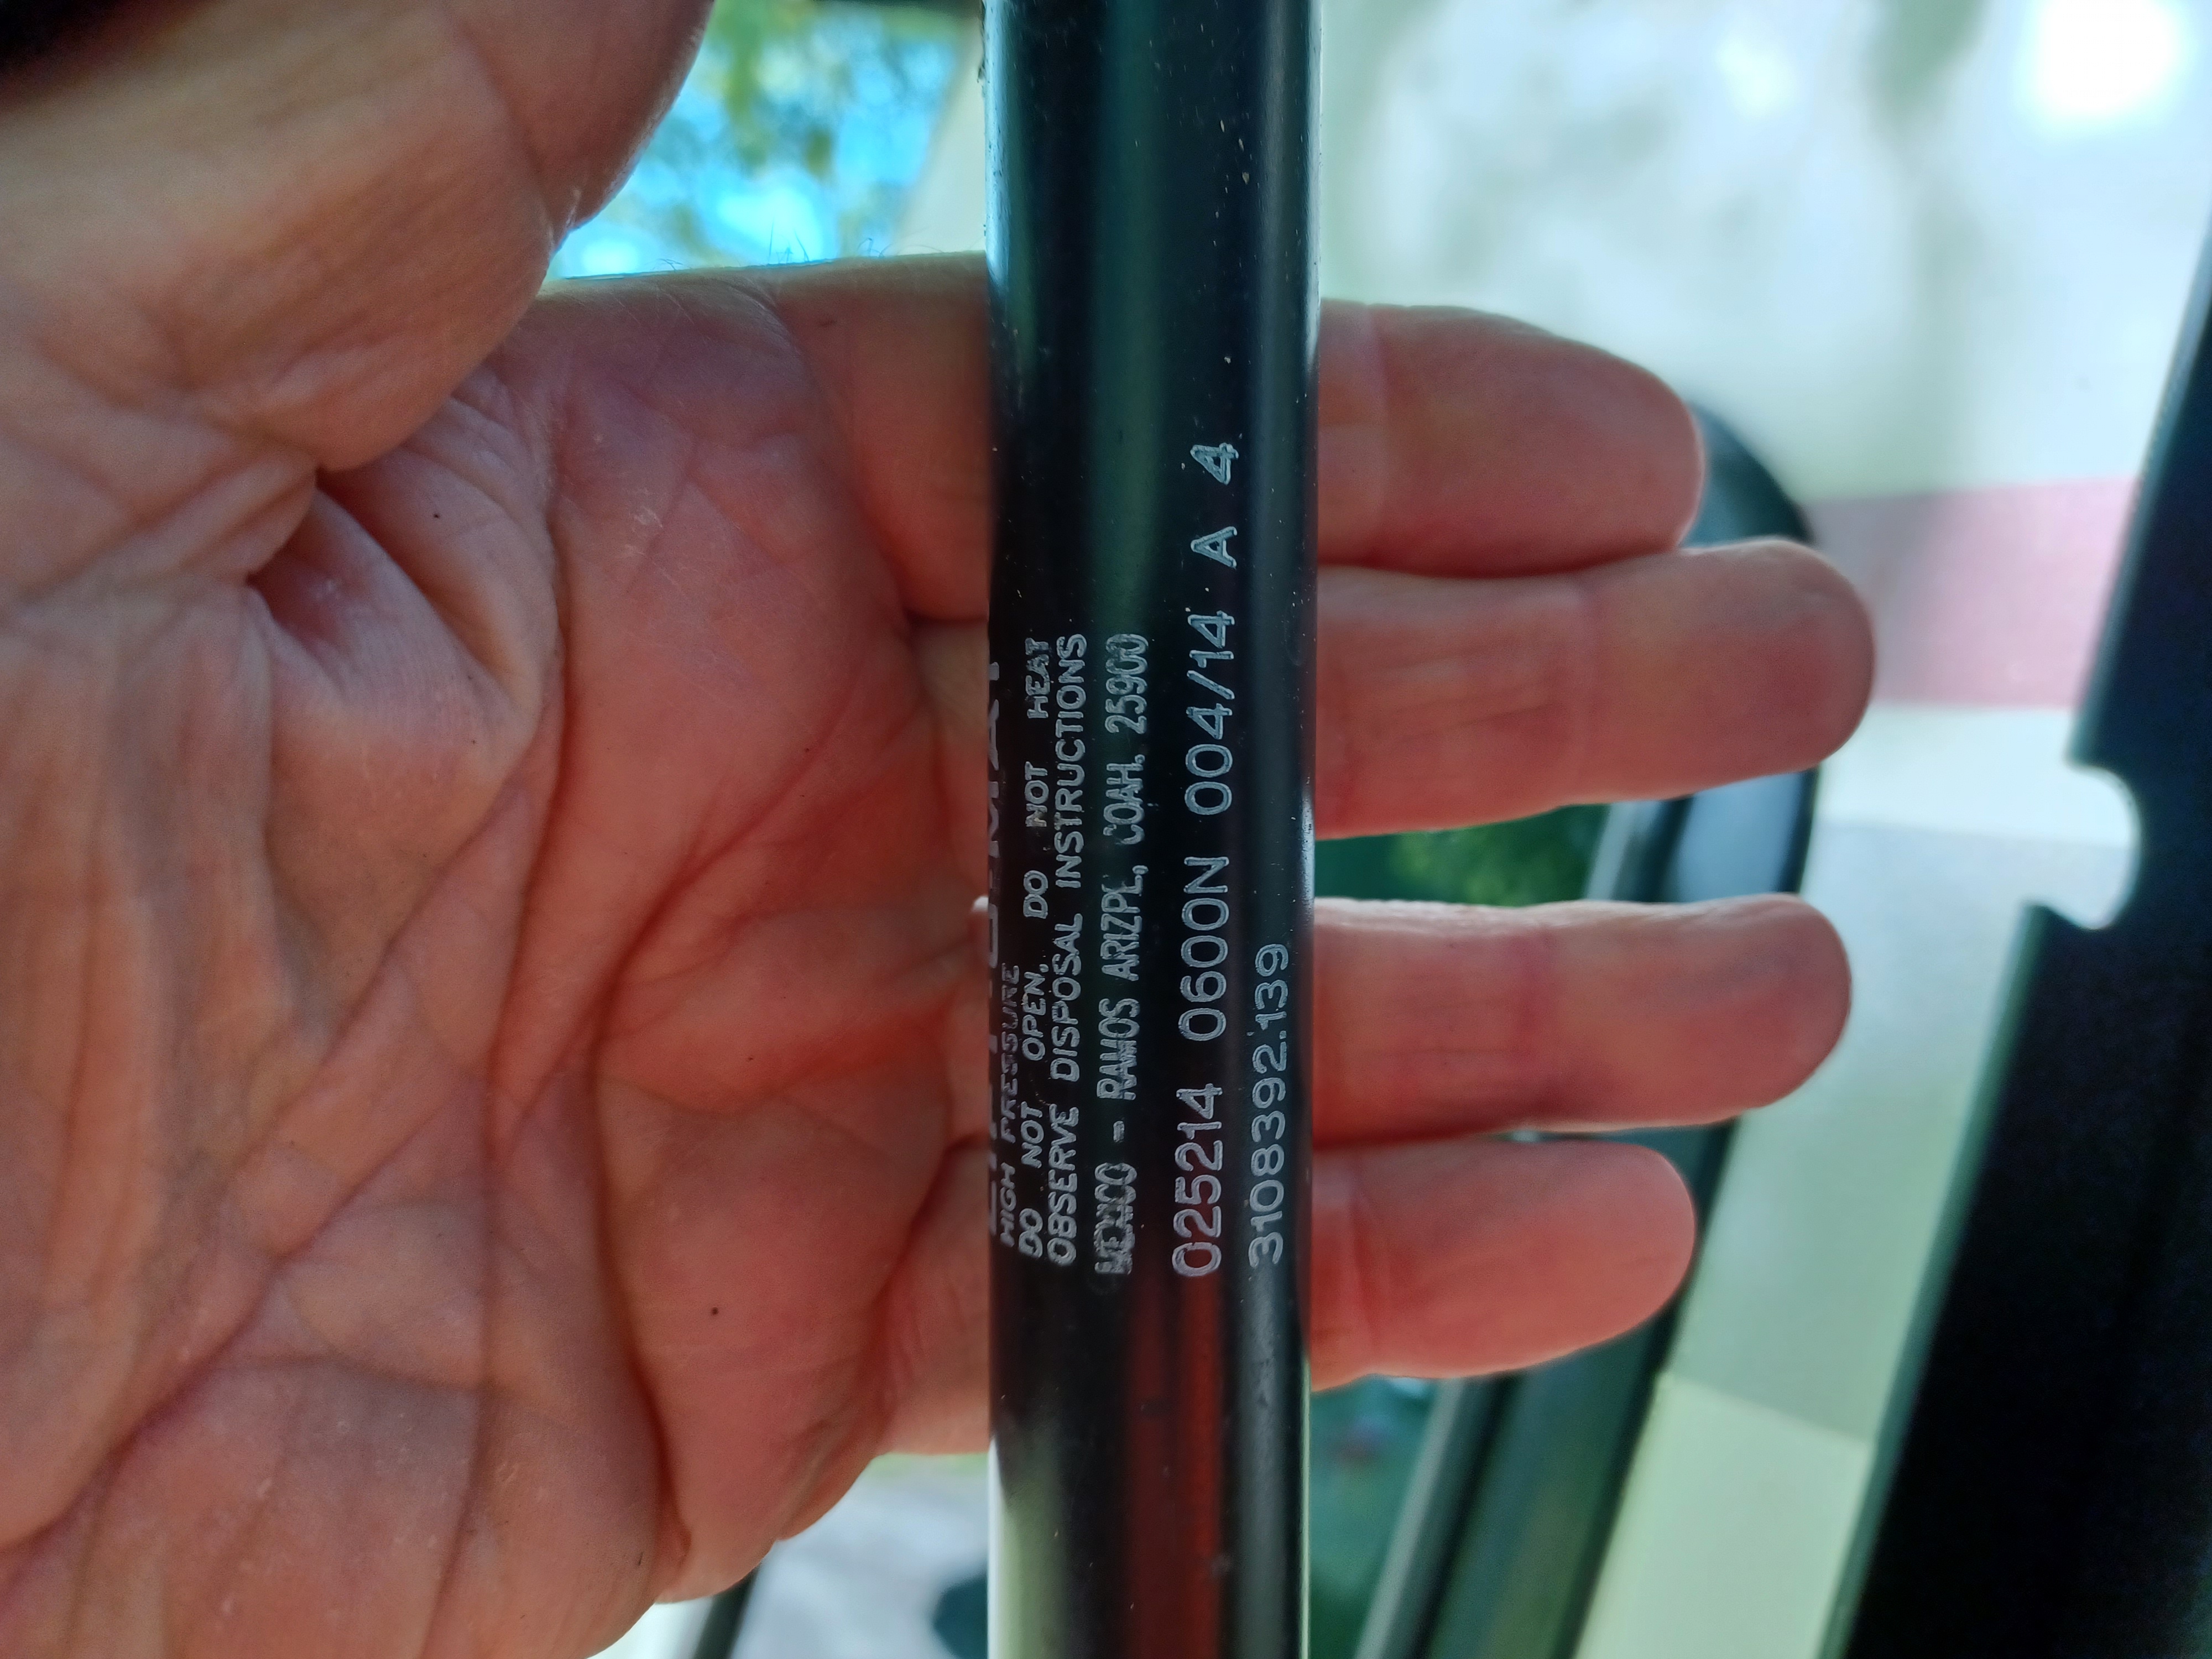 HIGH PRESSURE
DO NOT OPEN, DO NOT HEAT
OBSERVE DISPOSAL INSTRUCTIONS
MEXICO - RAMOS ARIZPE, COAH. 25900
025214 0600N 004/14 A 4
3108392.139